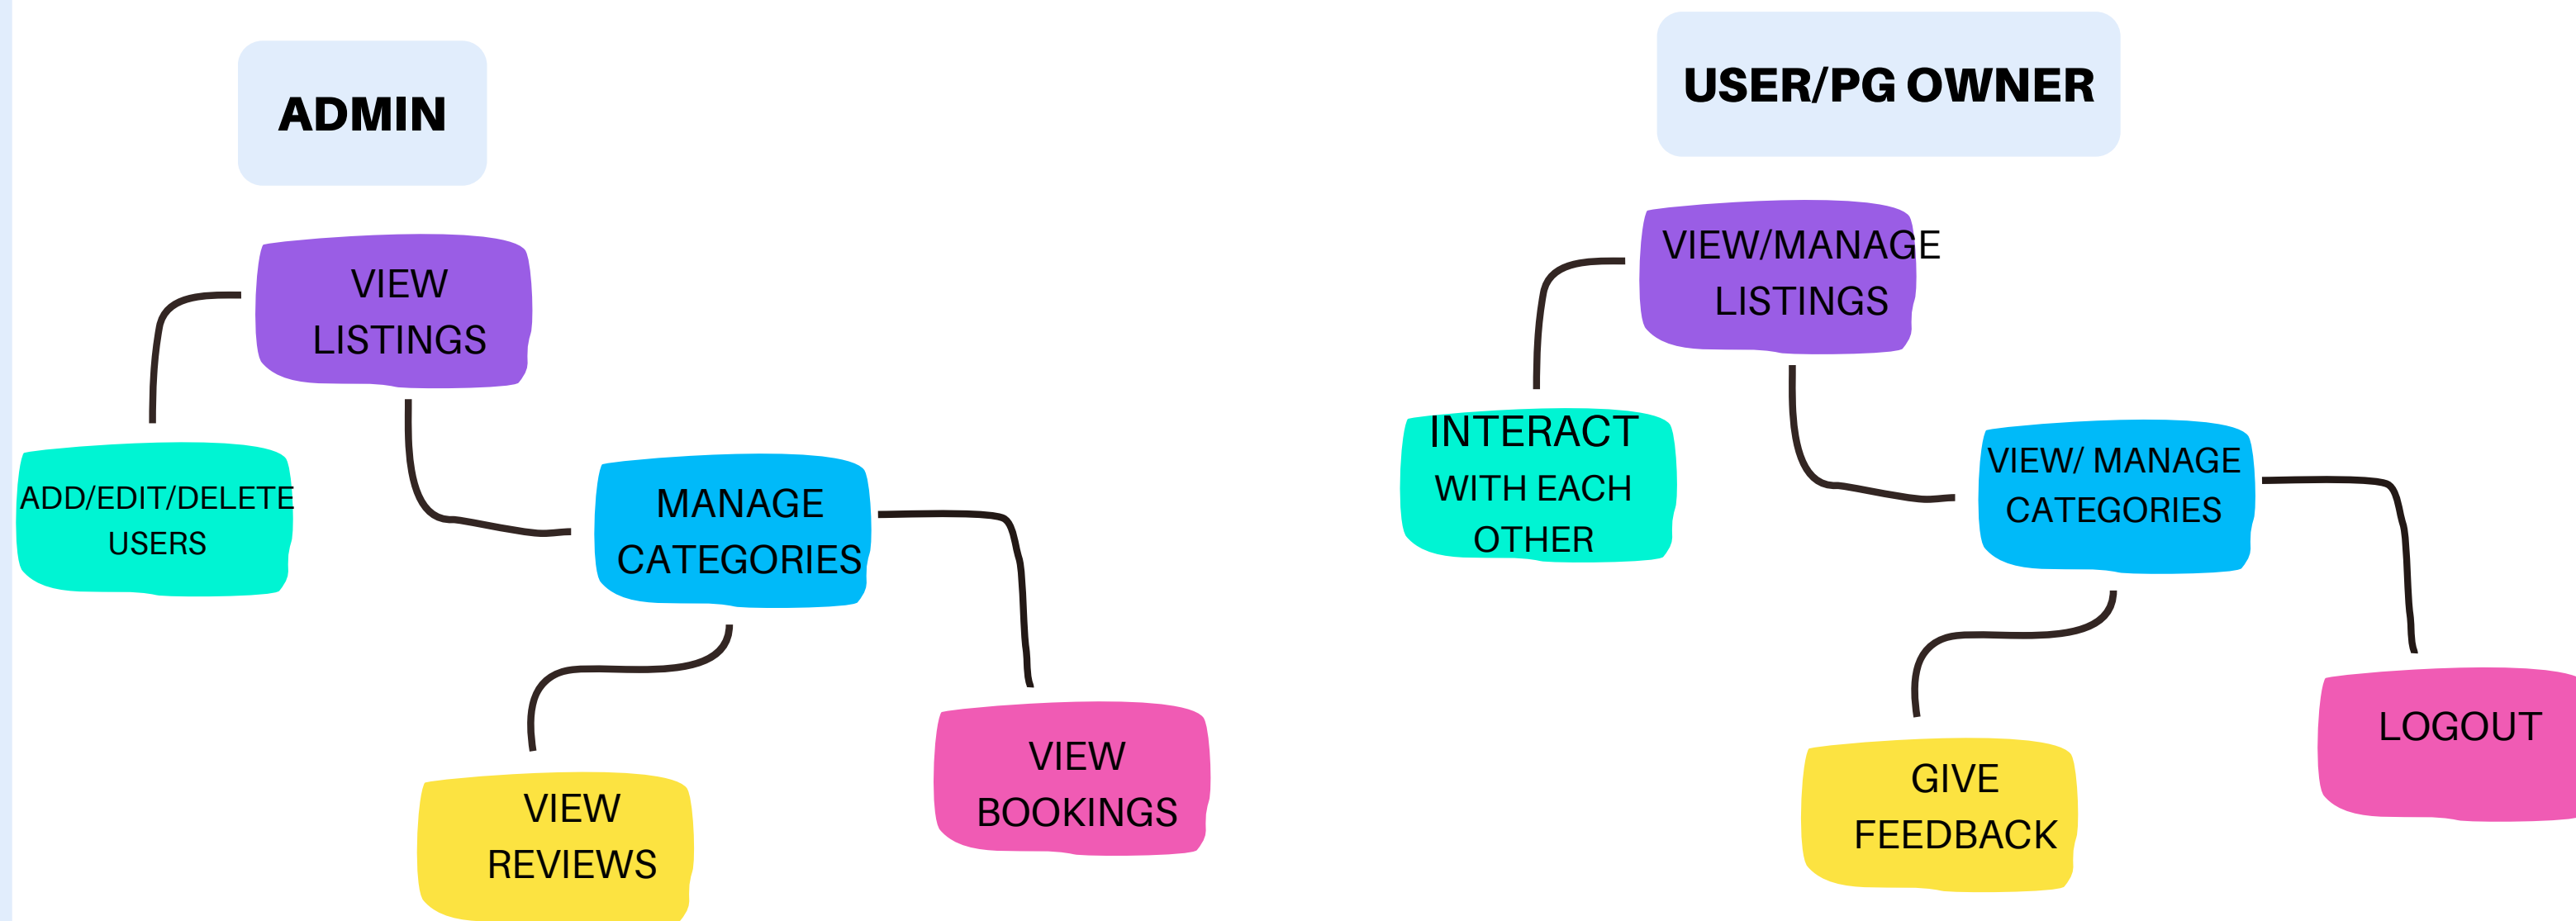 ADMIN
VIEW
LISTINGS
ADD/EDIT/DELETE
USERS
MANAGE
CATEGORIES
VIEW
REVIEWS
VIEW
BOOKINGS
USER/PG OWNER
VIEW/MANAGE
LISTINGS
INTERACT
WITH EACH
OTHER
VIEW/ MANAGE
CATEGORIES
GIVE
FEEDBACK
LOGOUT